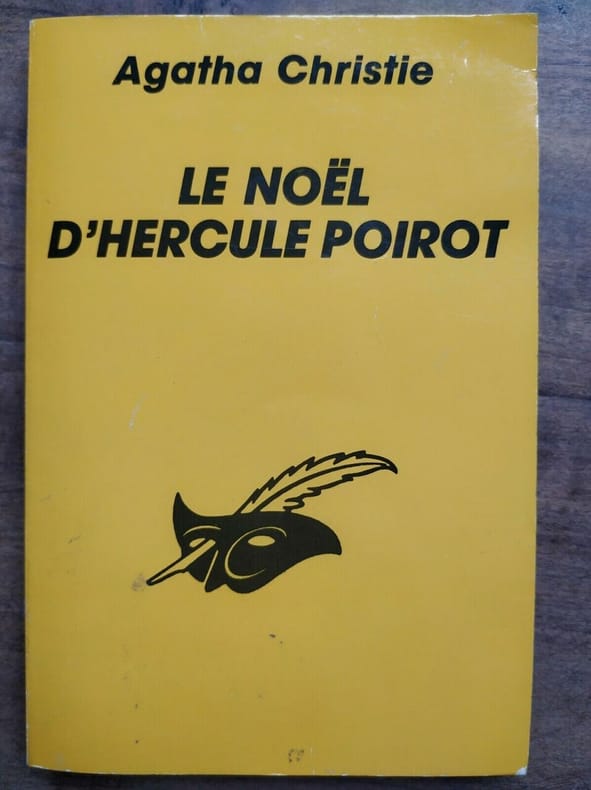 Agatha Christie
LE NOËL
D'HERCULE POIROT